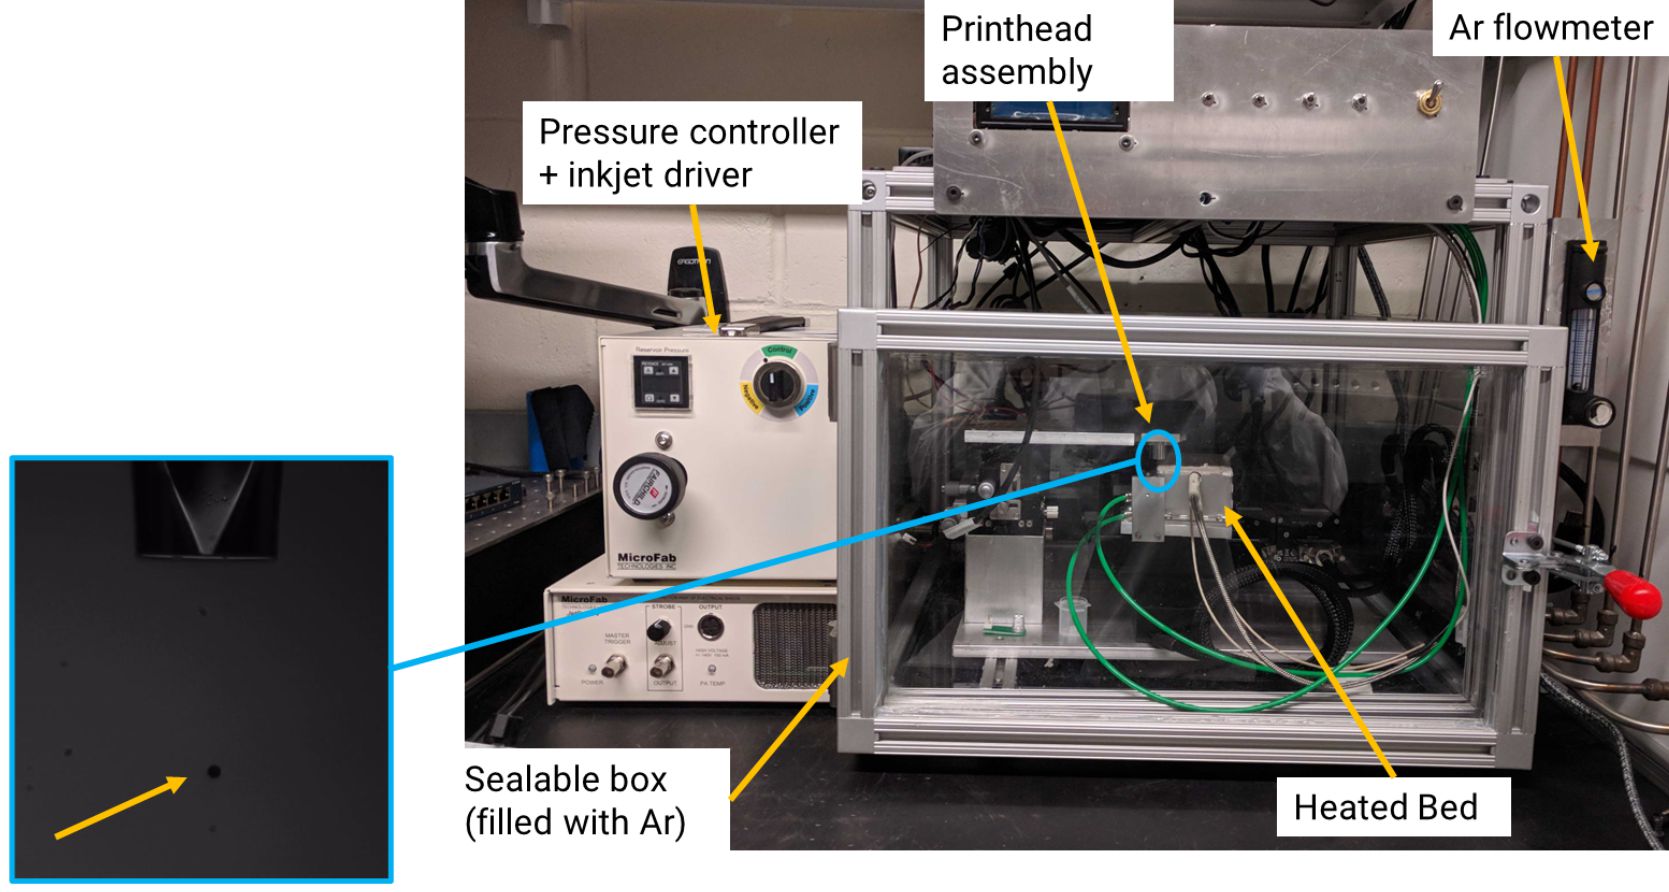 Printhead
assembly
Ar flowmeter
Pressure controller
+ inkjet driver
ERGOTRON
Reservoir Pressure
Control
Negative
Positive
FAIRCHILD
MicroFab
TECHNOLOGIES INC
MicroFab
STROBE
OUTPUT
MASTER
TRIGGER
ADJUST
POWER
OUTPUT
PA TEMP
Sealable box
(filled with Ar)
Heated Bed